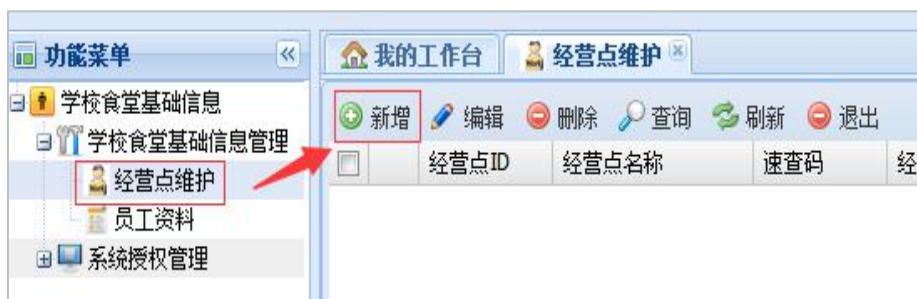 功能菜单
学校食堂基础信息
学校食堂基础信息管理
经营点维护
员工资料
系统授权管理
我的工作台 经营点维护
新增 编辑 删除 查询 刷新 退出
经营点ID 经营点名称 速查码 经